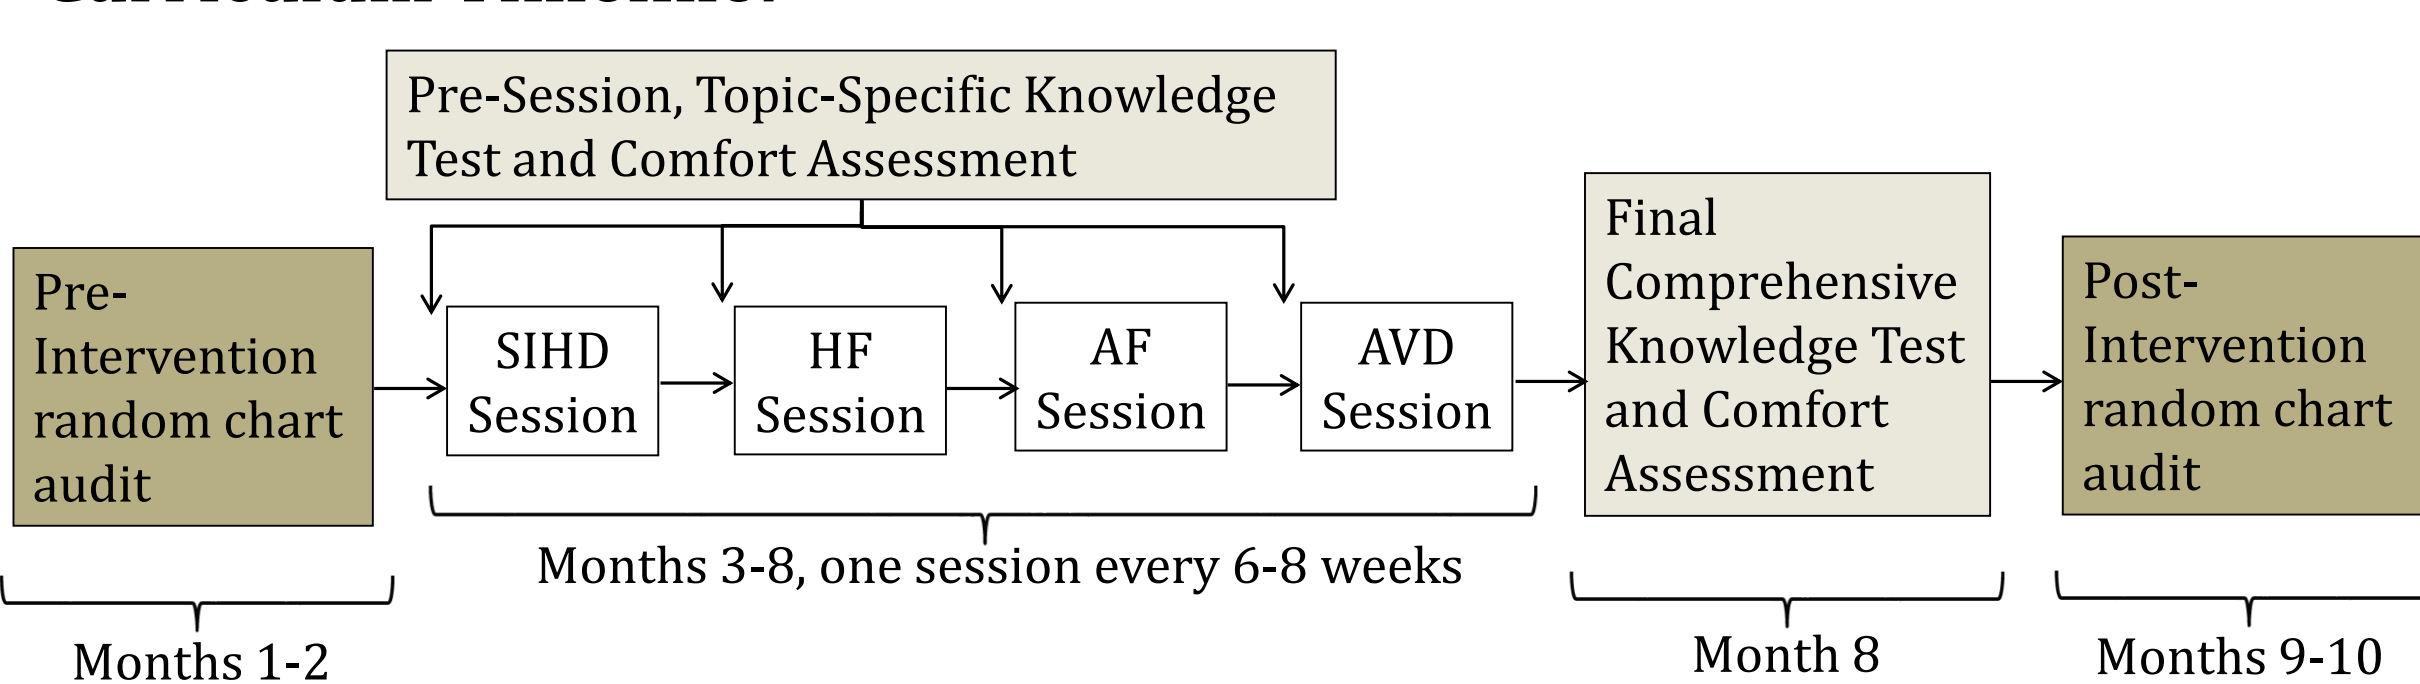 Curriculum Timeline:
Pre-Session, Topic-Specific Knowledge
Test and Comfort Assessment
Pre-
Intervention
random chart
audit
SIHD
Session
HF
Session
AF
Session
AVD
Session
Final
Comprehensive
Knowledge Test
and Comfort
Assessment
Post-
Intervention
random chart
audit
Months 3-8, one session every 6-8 weeks
Months 1-2
Month 8
Months 9-10